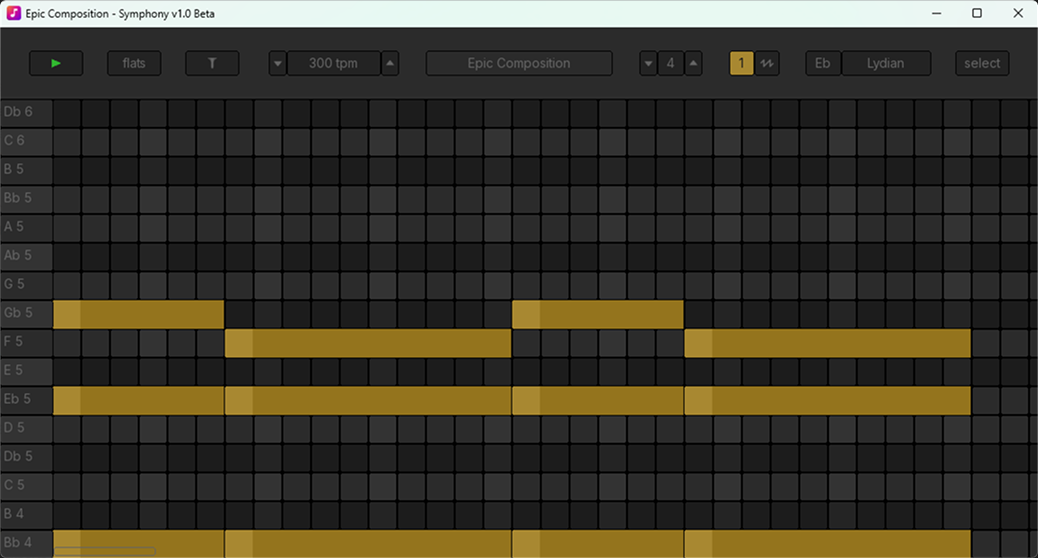 Epic Composition - Symphony v1.0 Beta
flats 300 tpm Epic Composition 4 1 Eb Lydian select
Db 6
C 6
B 5
Bb 5
A 5
Ab 5
G 5
Gb 5
F 5
E 5
Eb 5
D 5
Db 5
C 5
B 4
Bb 4